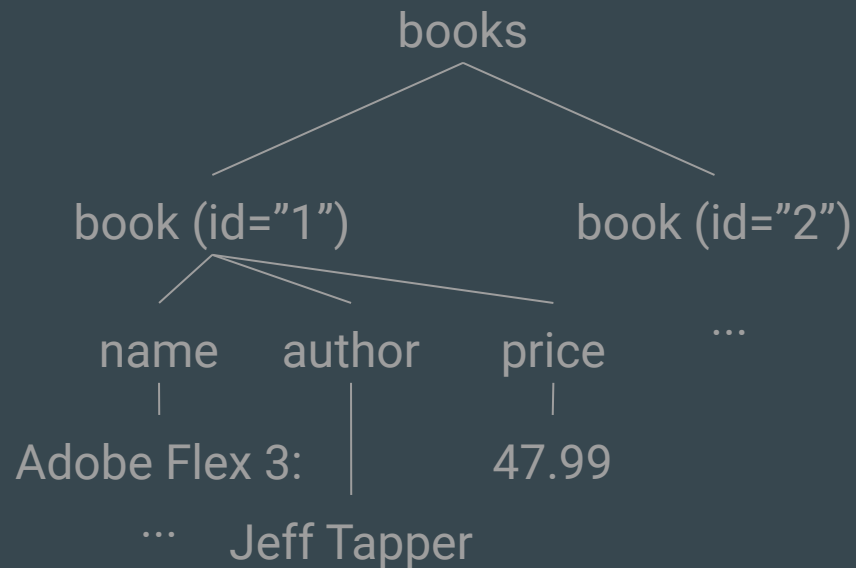 books
book (id=”1”)
book (id=”2”)
name
author
price
...
Adobe Flex 3:
...
47.99
Jeff Tapper